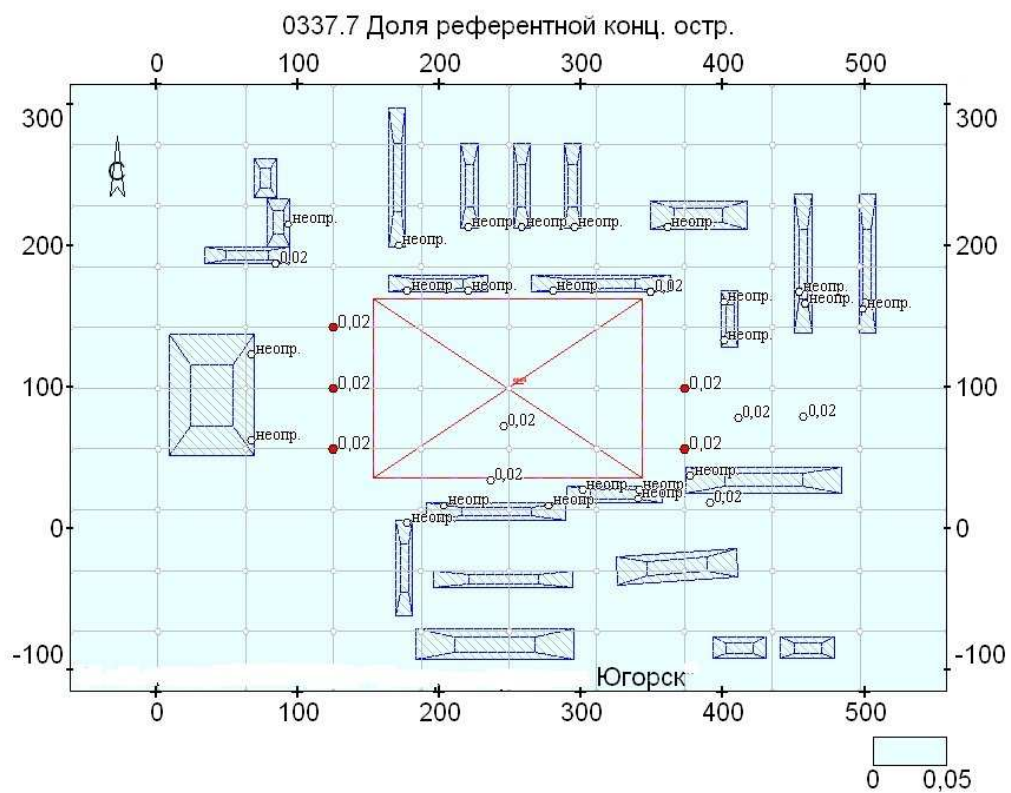 0337.7 Доля референтной конц. остр.
0 100 200 300 400 500
300 300
С
неопр.
неопр. неопр. неопр. неопр.
200 неопр. 200
0,02
неопр. неопр. неопр. 0,02 неопр. неопр.
неопр. неопр.
0,02
неопр. неопр.
100 0,02 0,02 100
0,02 0,02
0,02
неопр. 0,02 0,02
0,02 неопр.
неопр. неопр.
неопр. неопр. неопр. 0,02
неопр.
0 0
-100 -100
Югорск
0 100 200 300 400 500
0 0,05